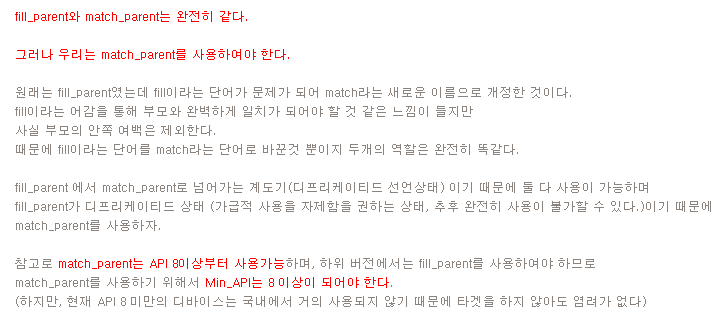 fill_parent와 match_parent는 완전히 같다.
그러나 우리는 match_parent를 사용하여야 한다.
원래는 fill_parent였는데 fill이라는 단어가 문제가 되어 match라는 새로운 이름으로 개정한 것이다.
fill이라는 어감을 통해 부모와 완벽하게 일치가 되어야 할 것 같은 느낌이 들지만
사실 부모의 안쪽 여백은 제외한다.
때문에 fill이라는 단어를 match라는 단어로 바꾼것 뿐이지 두개의 역할은 완전히 똑같다.
fill_parent 에서 match_parent로 넘어가는 계도기(디프리케이티드 선언상태) 이기 때문에 둘 다 사용이 가능하며
fill_parent가 디프리케이티드 상태 (가급적 사용을 자제함을 권하는 상태, 추후 완전히 사용이 불가할 수 있다.)이기 때문에
match_parent를 사용하자.
참고로 match_parent는 API 8이상부터 사용가능하며, 하위 버전에서는 fill_parent를 사용하여야 하므로
match_parent를 사용하기 위해서 Min_API는 8 이상이 되어야 한다.
(하지만, 현재 API 8 미만의 디바이스는 국내에서 거의 사용되지 않기 때문에 타겟을 하지 않아도 염려가 없다)